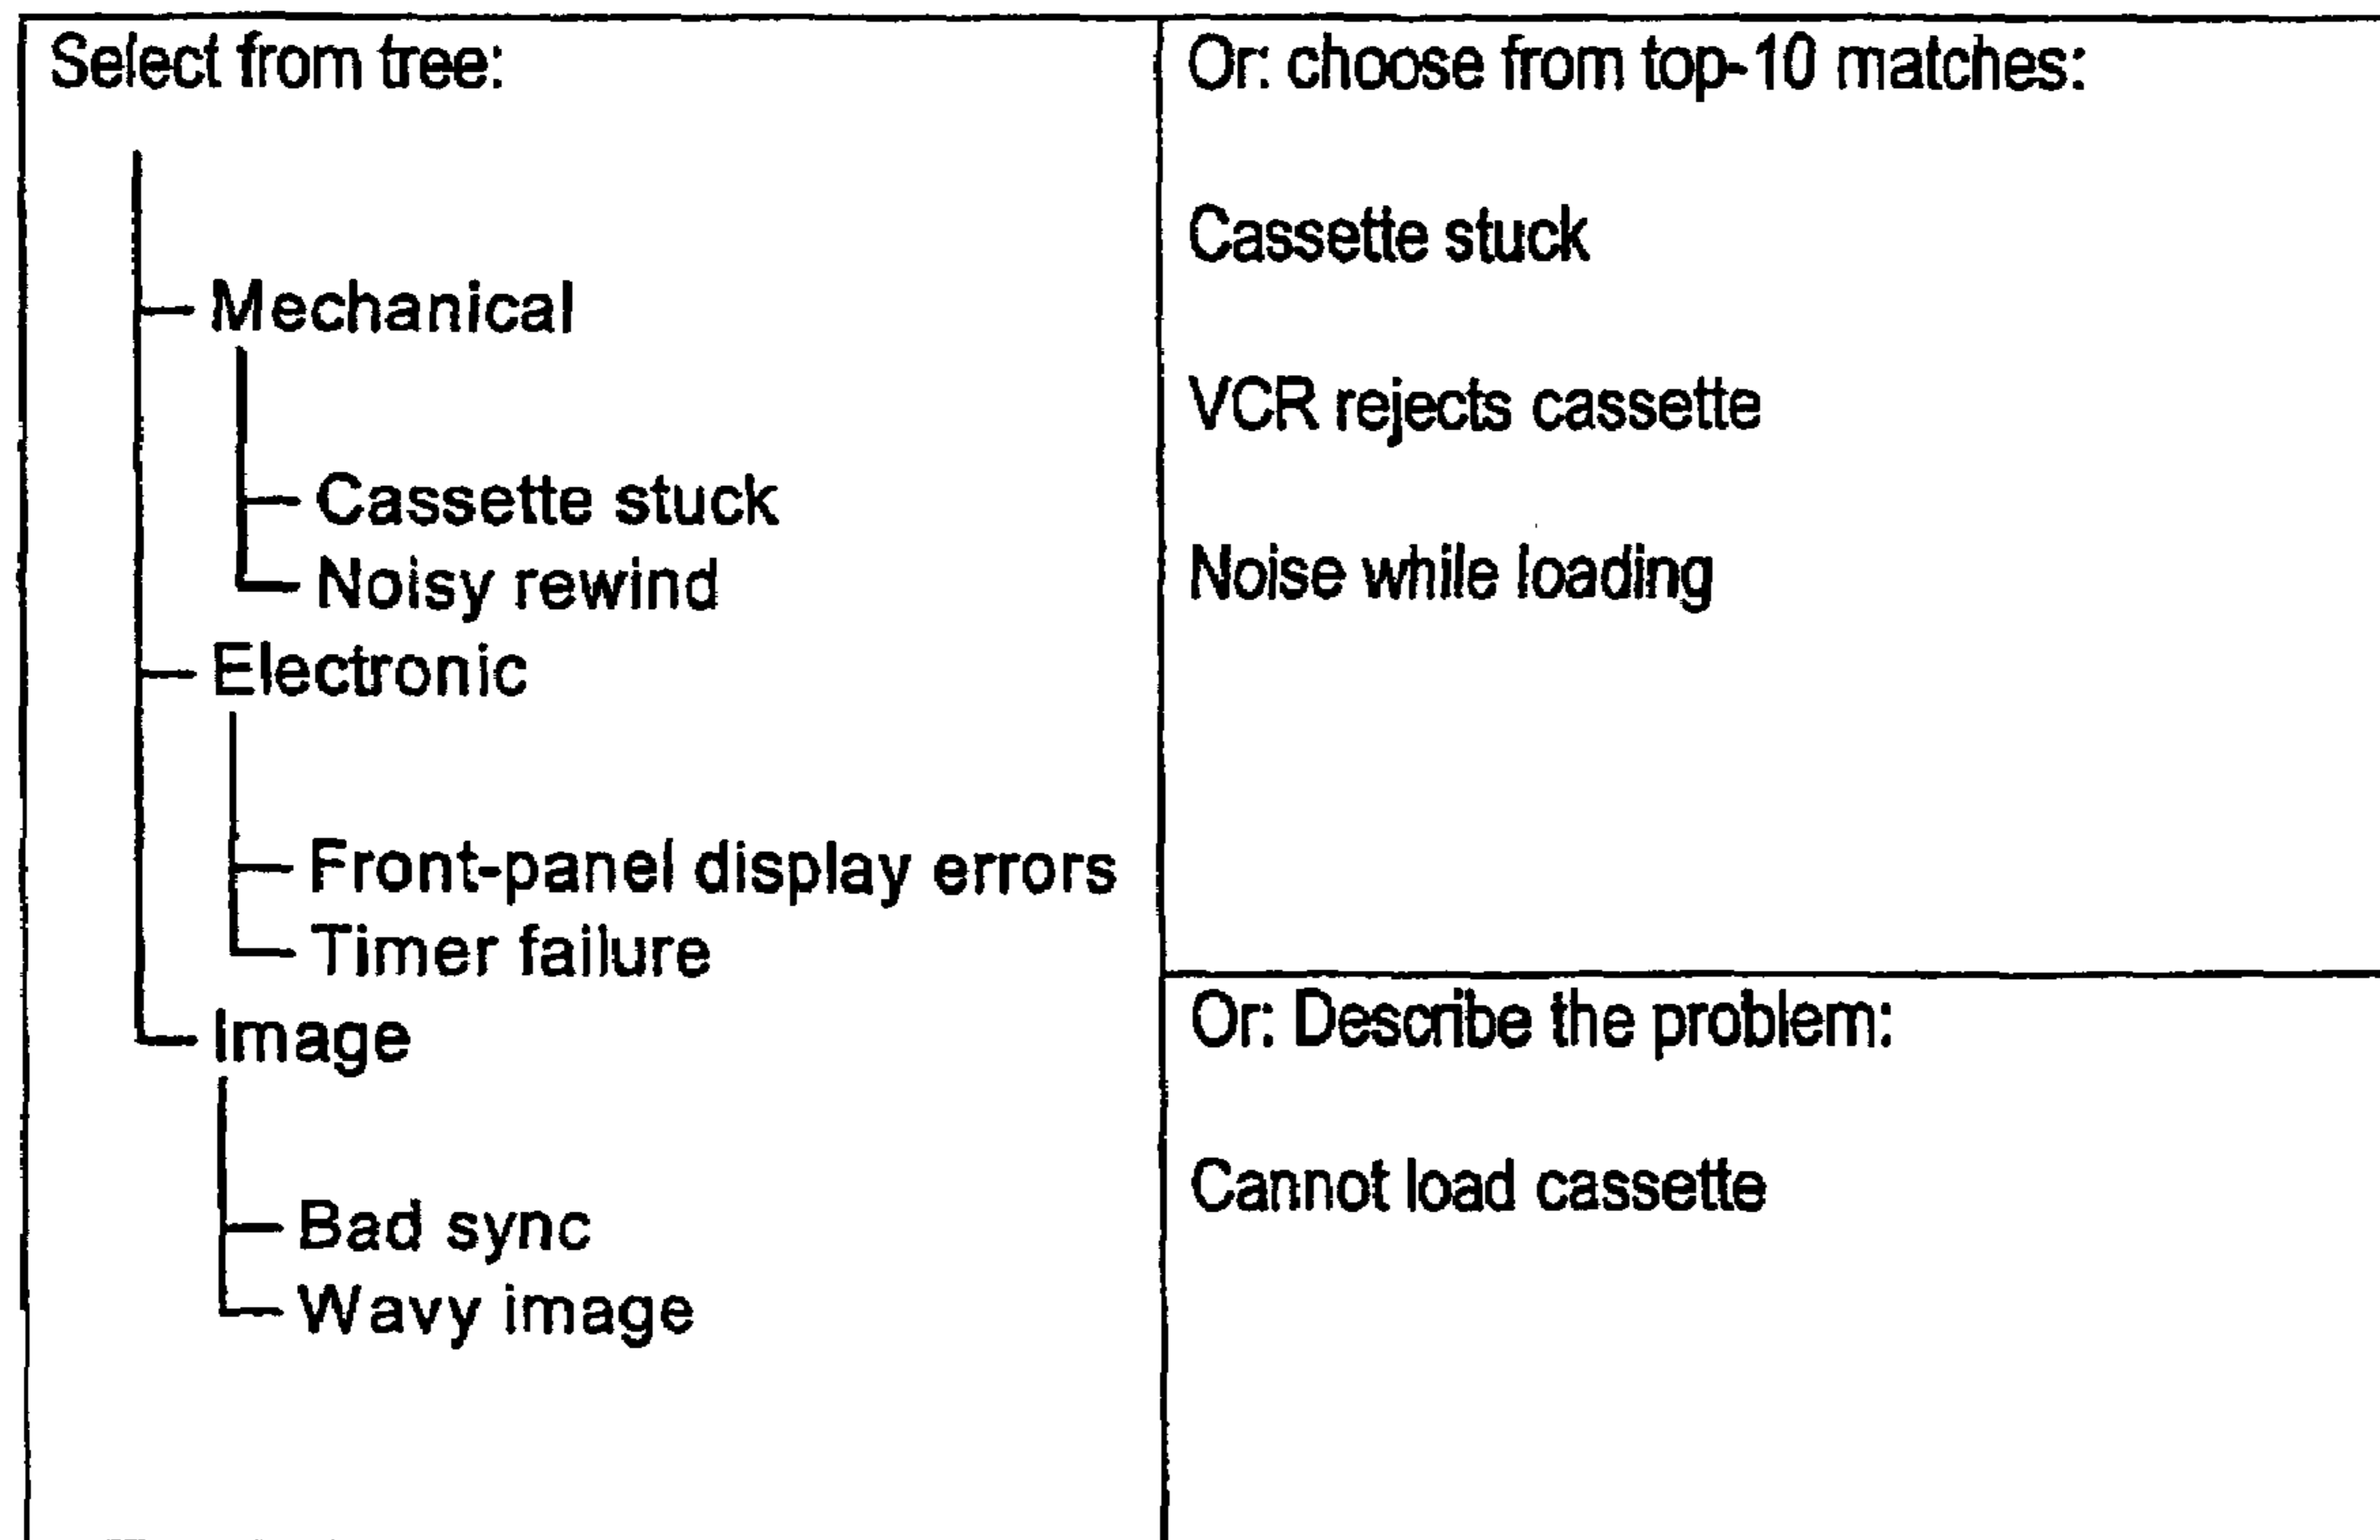 Select from tree:
Mechanical
Cassette stuck
Noisy rewind
Electronic
Front-panel display errors
Timer failure
Image
Bad sync
Wavy image
Or: choose from top-10 matches:
Cassette stuck
VCR rejects cassette
Noise while loading
Or: Describe the problem:
Cannot load cassette